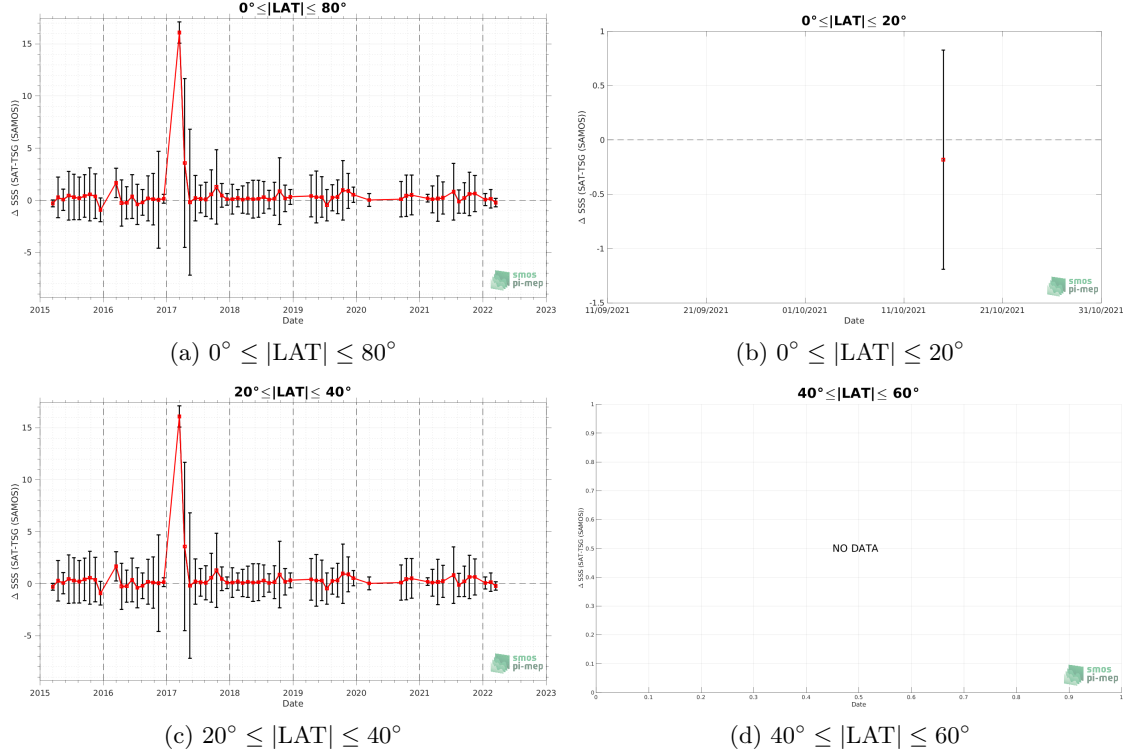 0°≤|LAT|≤ 80°
Δ SSS (SAT-TSG (SAMOS))
15
10
5
0
-5
2015 2016 2017 2018 2019 2020 2021 2022 2023
Date
smos
pi-mep
(a) 0° ≤ |LAT| ≤ 80°
0°≤|LAT|≤ 20°
Δ SSS (SAT-TSG (SAMOS))
1
0.5
0
-0.5
-1
-1.5
11/09/2021 21/09/2021 01/10/2021 11/10/2021 21/10/2021 31/10/2021
Date
smos
pi-mep
(b) 0° ≤ |LAT| ≤ 20°
20°≤|LAT|≤ 40°
Δ SSS (SAT-TSG (SAMOS))
15
10
5
0
-5
2015 2016 2017 2018 2019 2020 2021 2022 2023
Date
smos
pi-mep
(c) 20° ≤ |LAT| ≤ 40°
40°≤|LAT|≤ 60°
Δ SSS (SAT-TSG (SAMOS))
1
0.9
0.8
0.7
0.6
0.5
0.4
0.3
0.2
0.1
0
NO DATA
0 0.1 0.2 0.3 0.4 0.5 0.6 0.7 0.8 0.9 1
Date
smos
pi-mep
(d) 40° ≤ |LAT| ≤ 60°